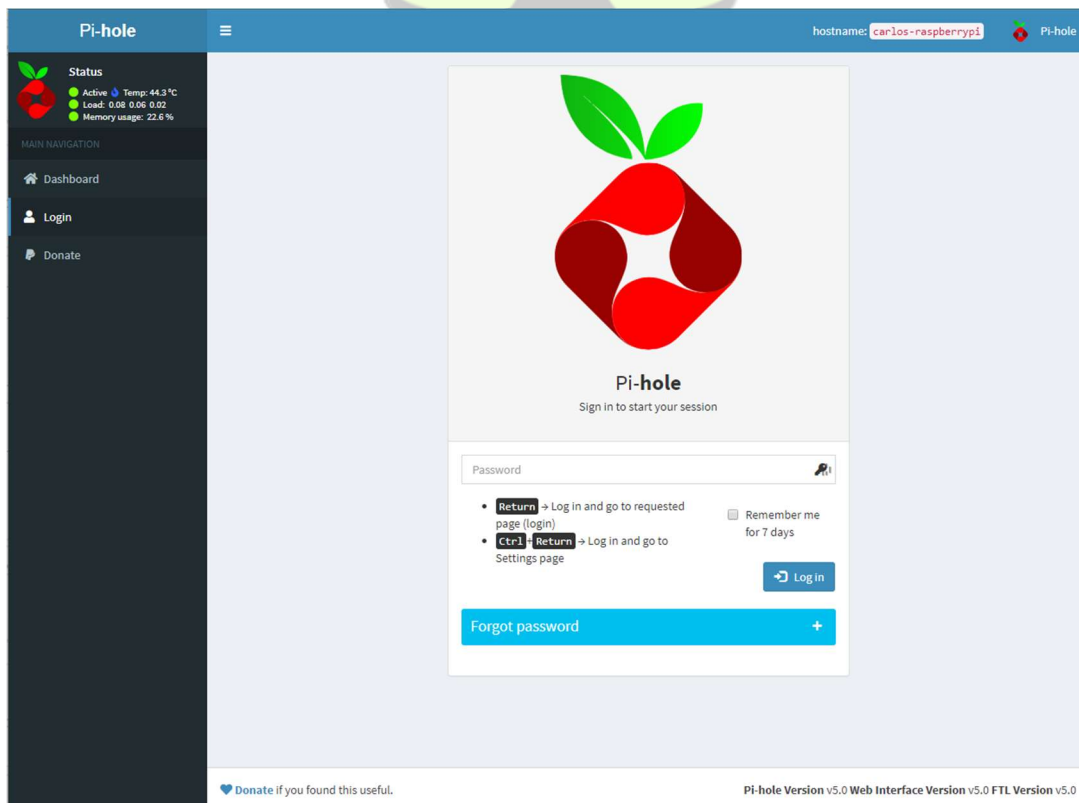 Pi-hole
hostname: carlos-raspberrypi Pi-hole
Status
Active Temp: 44.3 °C
Load: 0.08 0.06 0.02
Memory usage: 22.6 %
MAIN NAVIGATION
Dashboard
Login
Donate
Pi-hole
Sign in to start your session
Password
Return → Log in and go to requested
page (login)
Ctrl+Return → Log in and go to
Settings page
Remember me
for 7 days
Log in
Forgot password
Donate if you found this useful.
Pi-hole Version v5.0 Web Interface Version v5.0 FTL Version v5.0